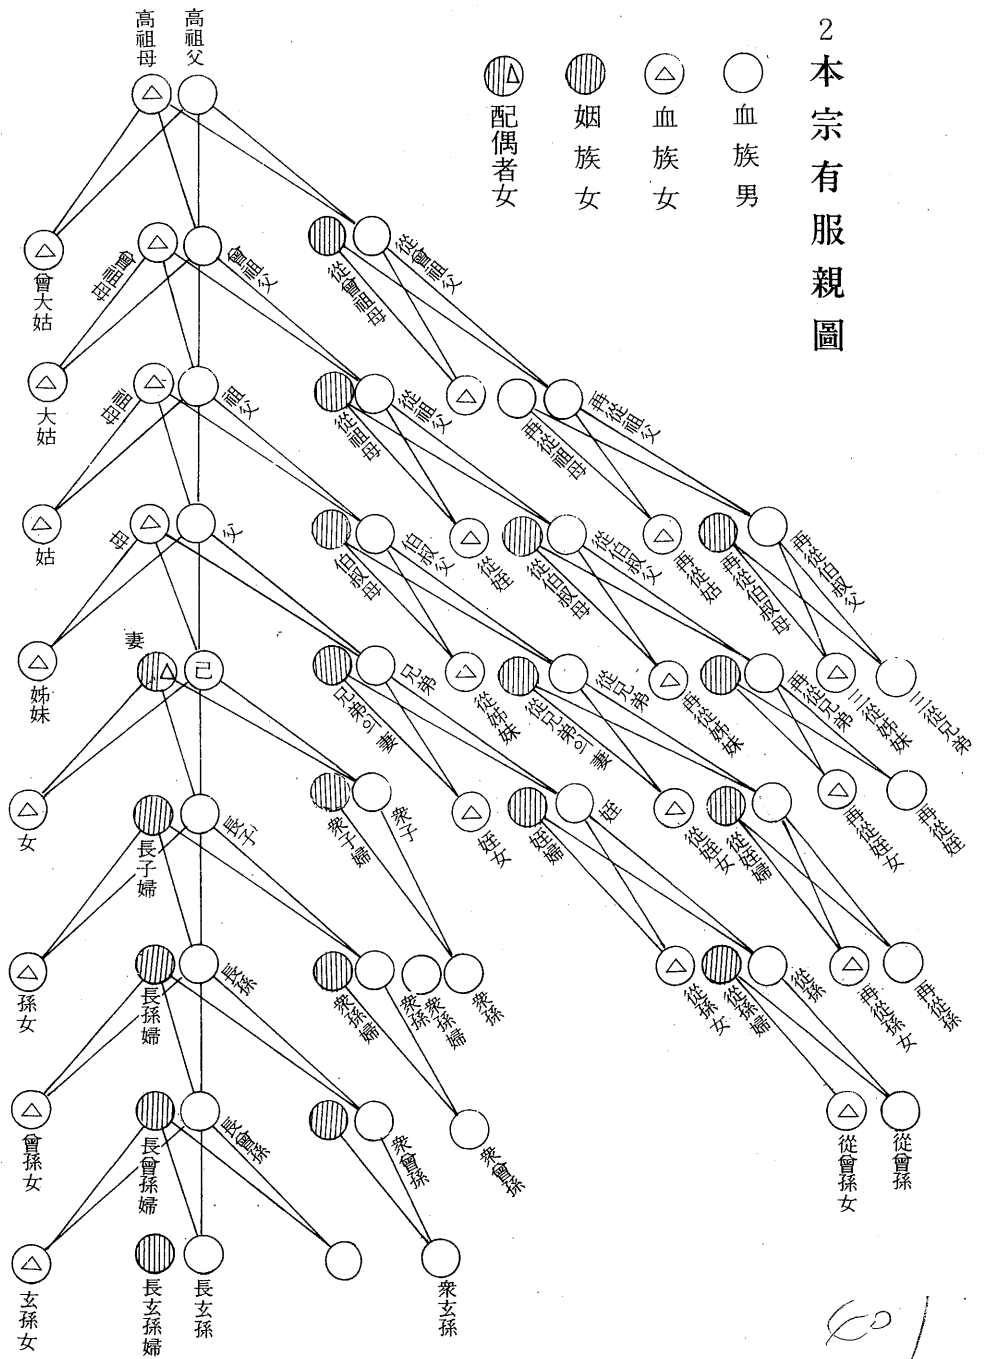 2 本宗有服親圖
血族男
血族女
姻族女
配偶者女
高祖父
高祖母
曾大姑
曾祖母
曾祖父
從曾祖母
從曾祖父
大姑
祖母
祖父
從祖母
從祖父
再從祖母
再從祖父
姑
母
父
伯叔母
伯叔父
從姪
從伯叔母
從伯叔父
再從姑
再從伯叔母
再從伯叔父
姊妹
妻
己
兄弟의妻
兄弟
從姊妹
從兄弟의妻
從兄弟
再從姊妹
再從兄弟
三從姊妹
三從兄弟
女
長子婦
長子
衆子婦
衆子
姪女
姪婦
姪
從姪女
從姪婦
再從姪女
再從姪
孫女
長孫婦
長孫
衆孫婦
衆孫
衆孫婦
衆孫
從孫女
從孫婦
從孫
再從孫女
再從孫
曾孫女
長曾孫婦
長曾孫
衆曾孫
衆曾孫
從曾孫女
從曾孫
玄孫女
長玄孫婦
長玄孫
衆玄孫